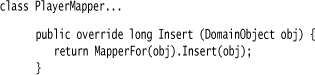 class PlayerMapper...
public override long Insert (DomainObject obj) {
return MapperFor(obj).Insert(obj);
}